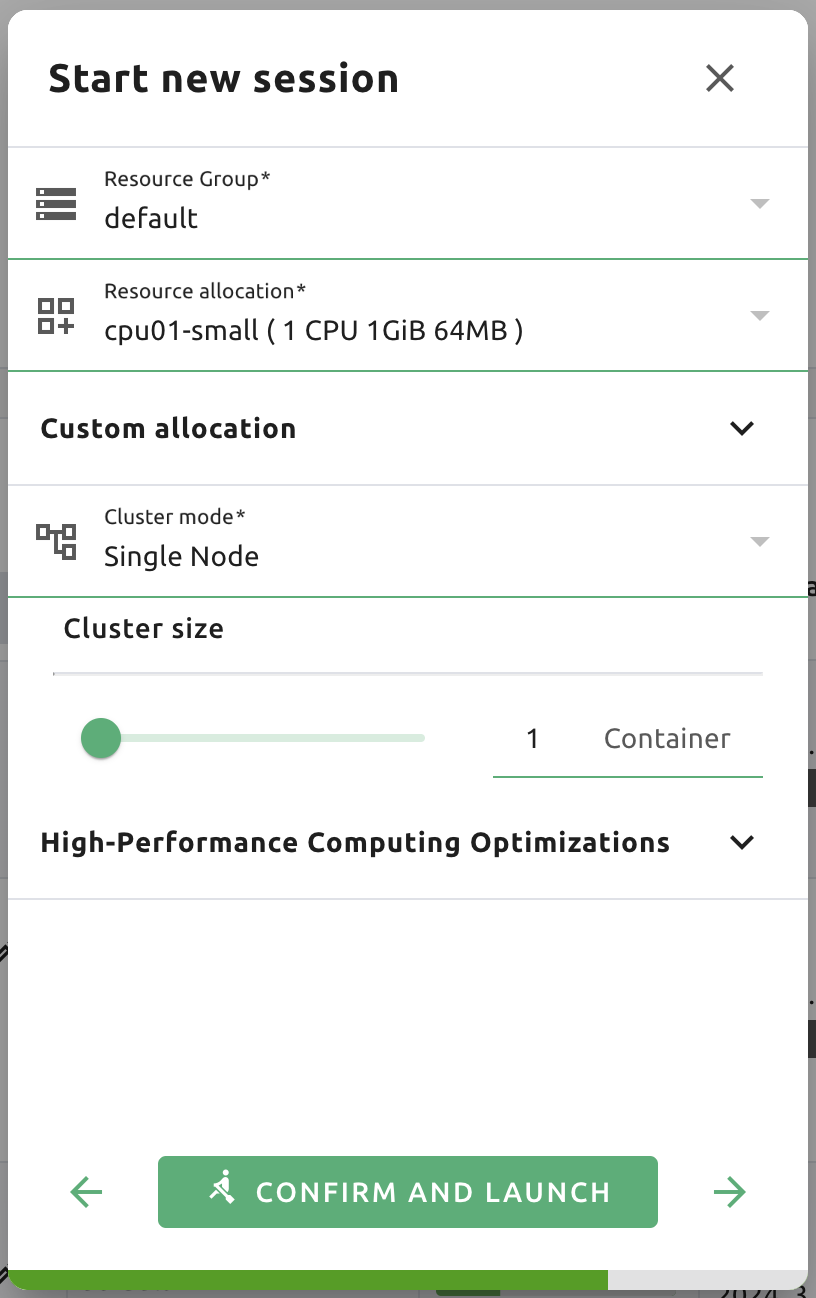 Start new session
Resource Group*
default
Resource allocation*
cpu01-small ( 1 CPU 1GiB 64MB )
Custom allocation
Cluster mode*
Single Node
Cluster size
1 Container
High-Performance Computing Optimizations
CONFIRM AND LAUNCH